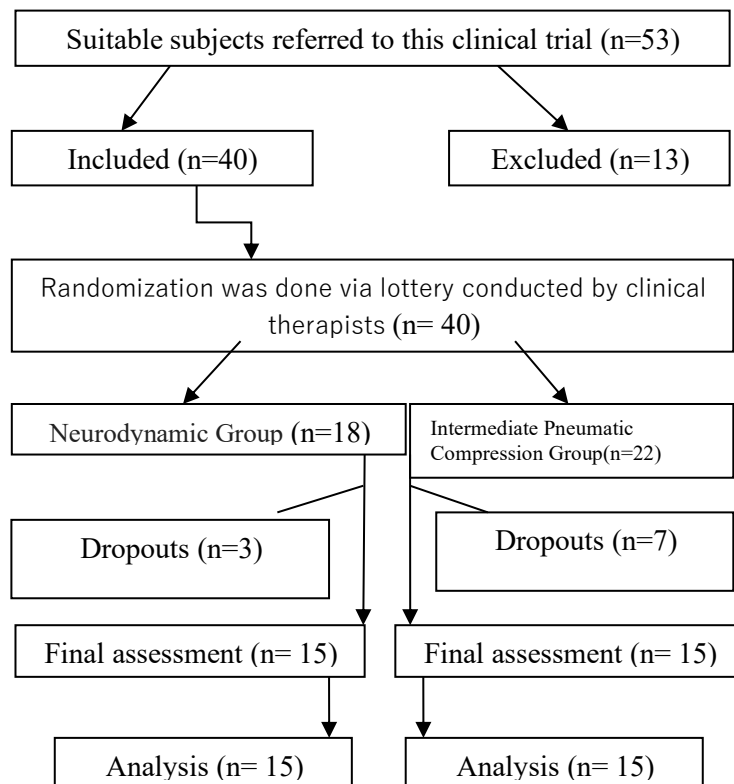 Suitable subjects referred to this clinical trial (n=53)
Included (n=40)
Excluded (n=13)
Randomization was done via lottery conducted by clinical
therapists (n= 40)
Neurodynamic Group (n=18)
Intermediate Pneumatic
Compression Group(n=22)
Dropouts (n=3)
Dropouts (n=7)
Final assessment (n= 15)
Final assessment (n= 15)
Analysis (n= 15)
Analysis (n= 15)